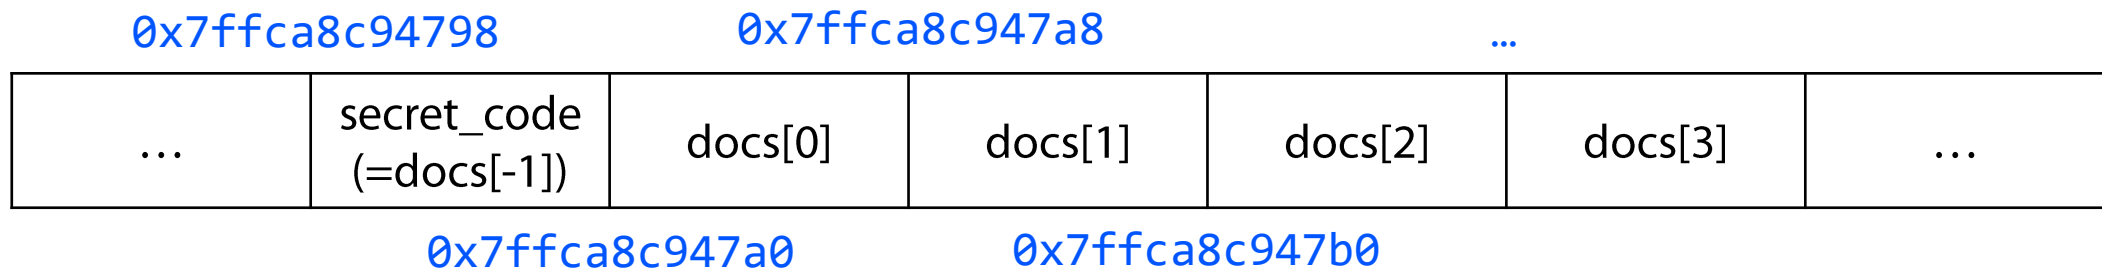 0x7ffca8c94798 0x7ffca8c947a8 …
… secret_code docs[0] docs[1] docs[2] docs[3] …
(=docs[-1])
0x7ffca8c947a0 0x7ffca8c947b0